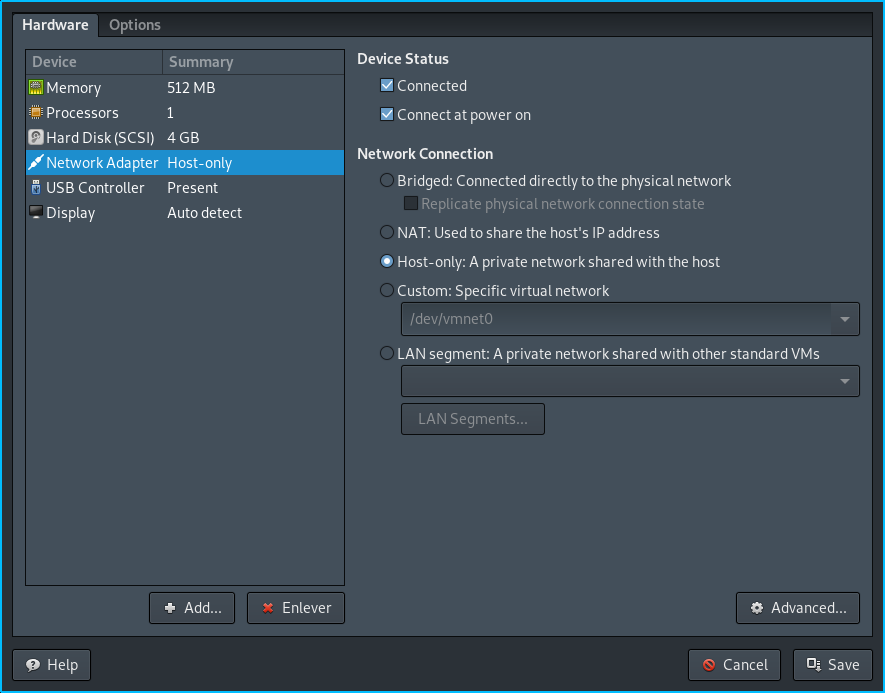 Hardware Options
Device Summary
Memory 512 MB
Processors 1
Hard Disk (SCSI) 4 GB
Network Adapter Host-only
USB Controller Present
Display Auto detect
Add... Enlever
Device Status
Connected
Connect at power on
Network Connection
Bridged: Connected directly to the physical network
Replicate physical network connection state
NAT: Used to share the host's IP address
Host-only: A private network shared with the host
Custom: Specific virtual network
/dev/vmnet0
LAN segment: A private network shared with other standard VMs
LAN Segments...
Advanced...
Help Cancel Save